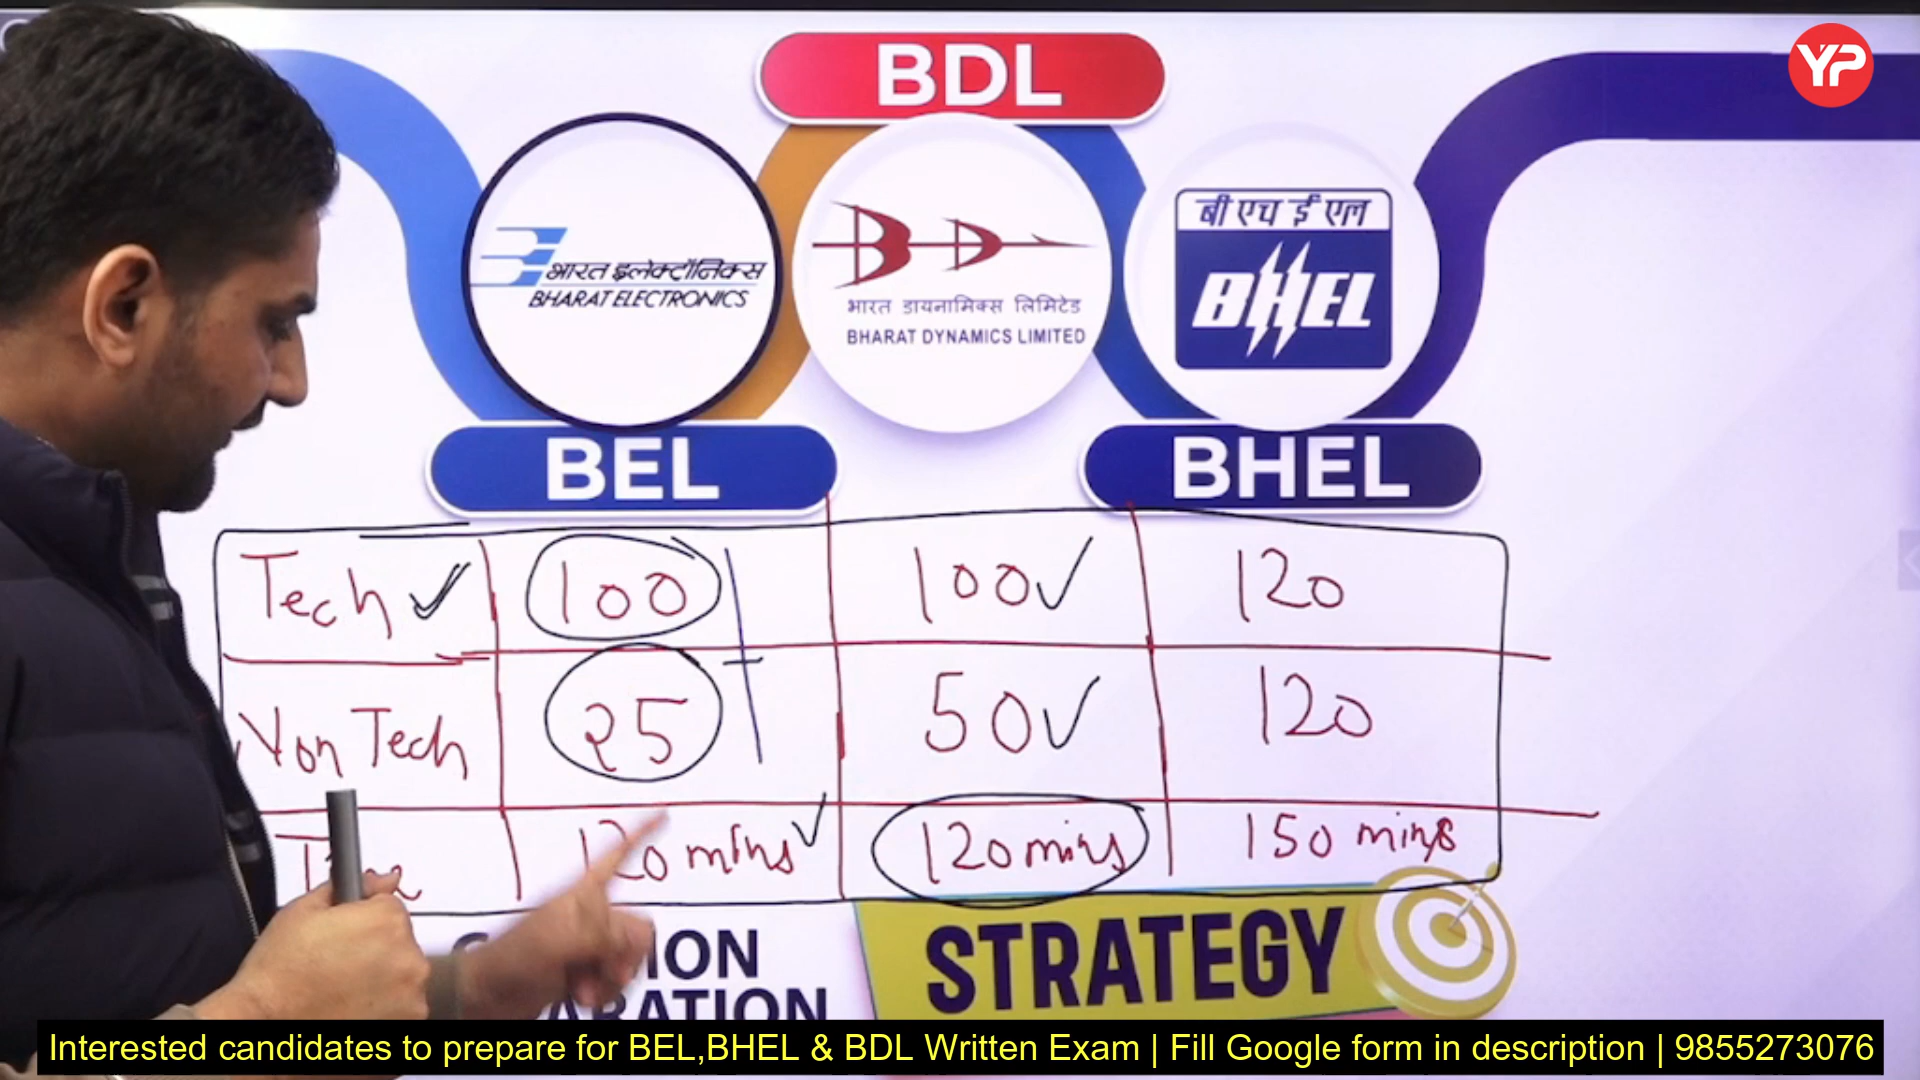 YP
BDL
भारत इलेक्ट्रॉनिक्स
BHARAT ELECTRONICS
BDL
भारत डायनामिक्स लिमिटेड
BHARAT DYNAMICS LIMITED
बी एच ई एल
BHEL
BEL
BHEL
Tech 100 100 120
Non Tech 25 50 120
120 mins 120 mins 150 mins
STRATEGY
Interested candidates to prepare for BEL,BHEL & BDL Written Exam | Fill Google form in description | 9855273076